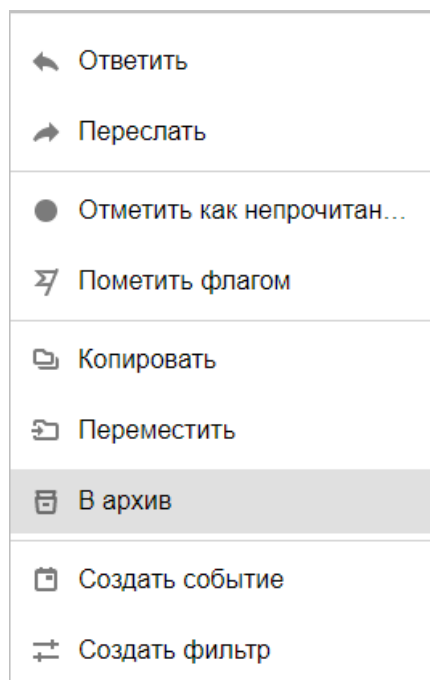 Ответить
Переслать
Отметить как непрочитан...
Пометить флагом
Копировать
Переместить
В архив
Создать событие
Создать фильтр